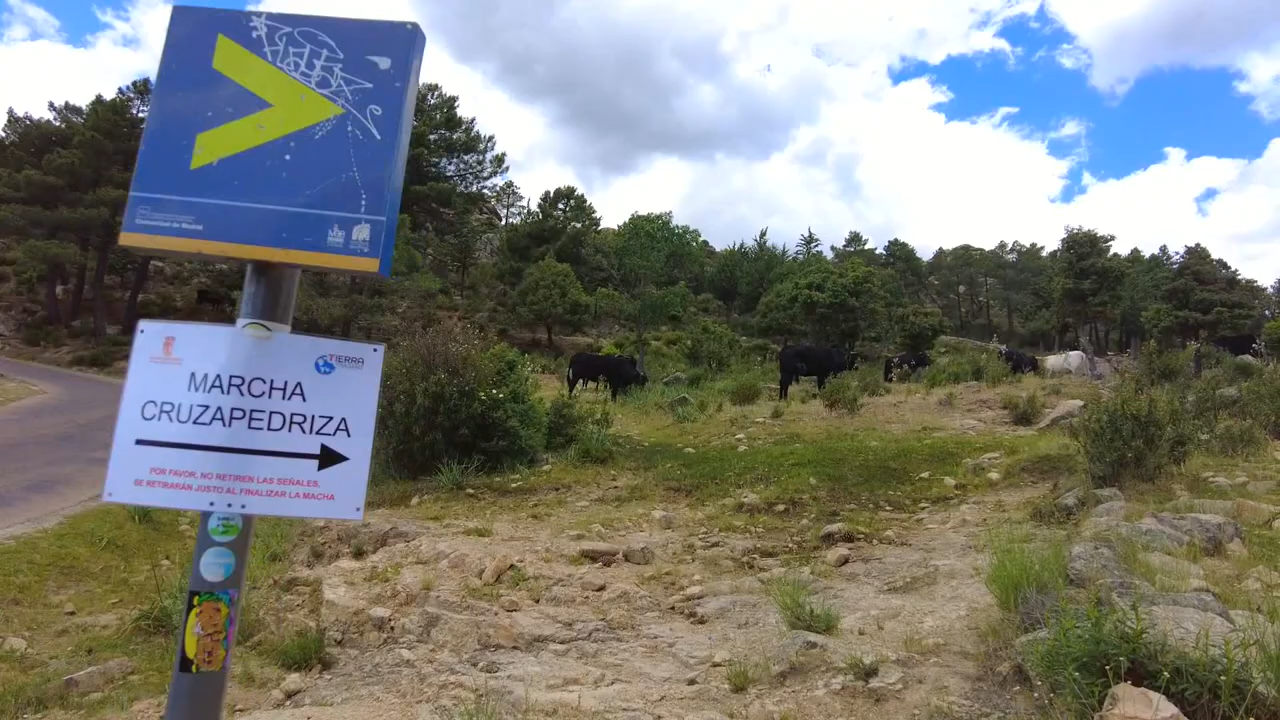 Comunidad de Madrid
TIERRA
MARCHA
CRUZAPEDRIZA
POR FAVOR, NO RETIREN LAS SEÑALES,
SE RETIRARÁN JUSTO AL FINALIZAR LA MACHA